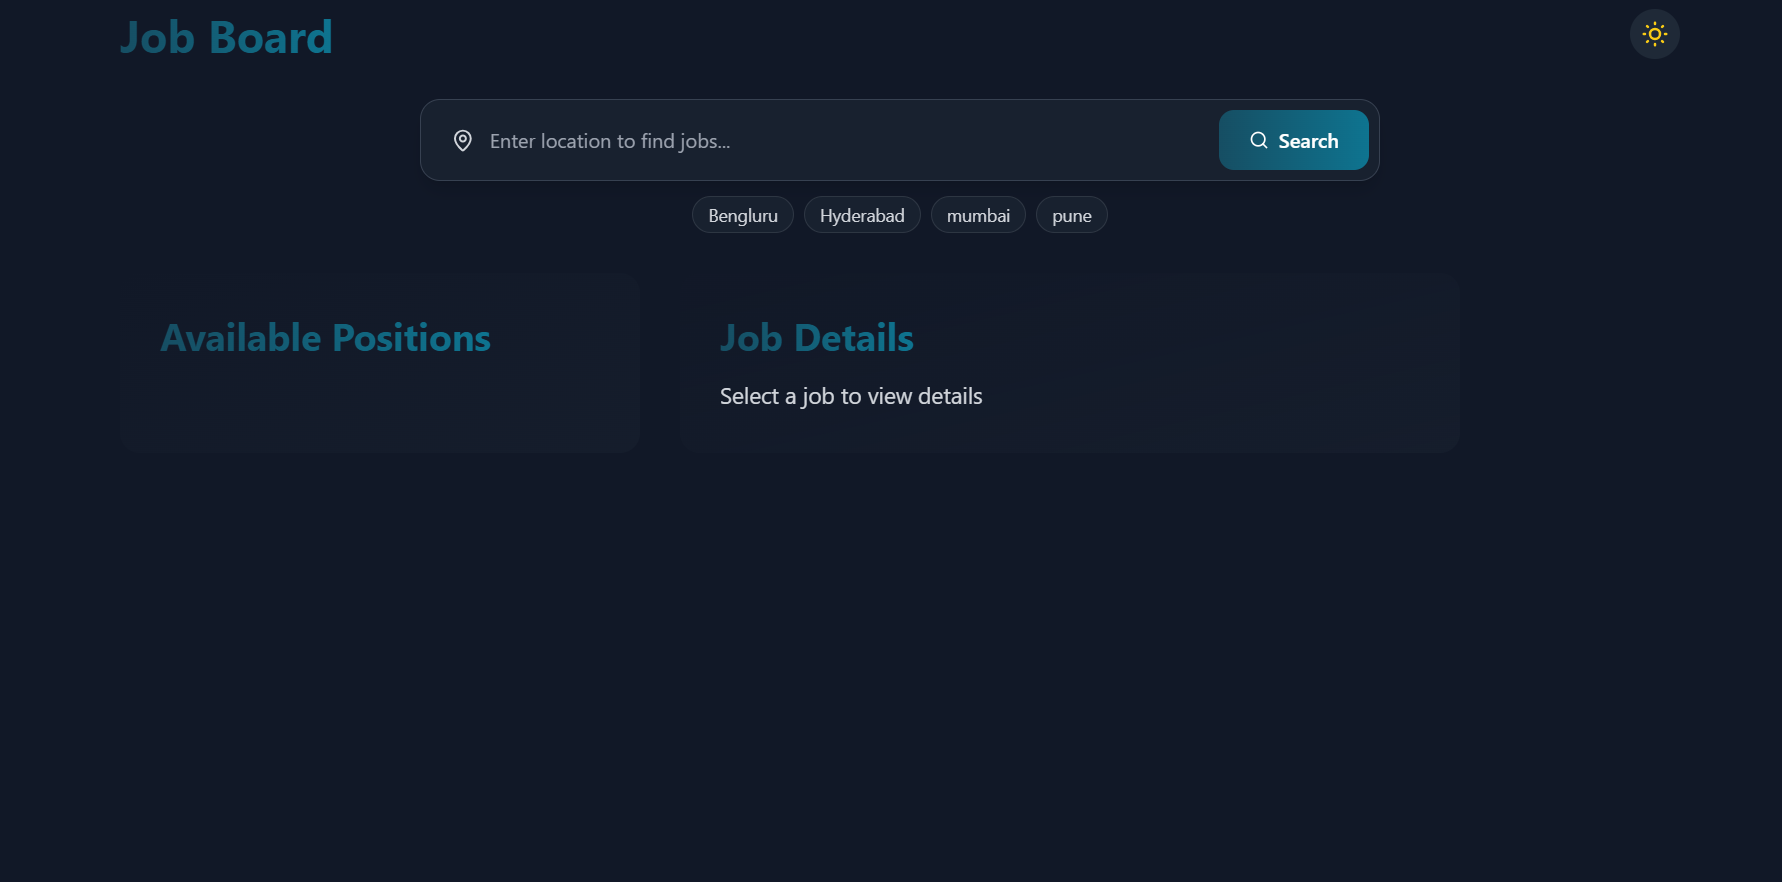 Job Board
Enter location to find jobs...
Search
Bengluru
Hyderabad
mumbai
pune
Available Positions
Job Details
Select a job to view details